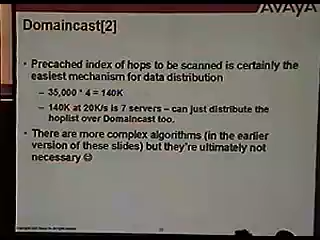 AVAYA
Domaincast[2]
• Precached index of hops to be scanned is certainly the
easiest mechanism for data distribution
– 35,000 * 4 = 140K
– 140K at 20K/s is 7 servers – can just distribute the
hoplist over Domaincast too.
• There are more complex algorithms (in the earlier
version of these slides) but they're ultimately not
necessary ☺